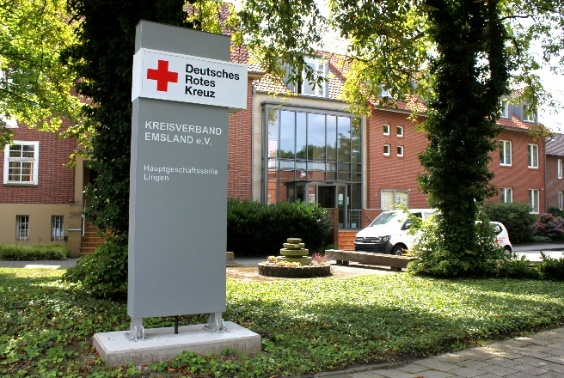 Deutsches
Rotes
Kreuz
KREISVERBAND
EMSLAND e.V.
Hauptgeschäftsstelle
Lingen